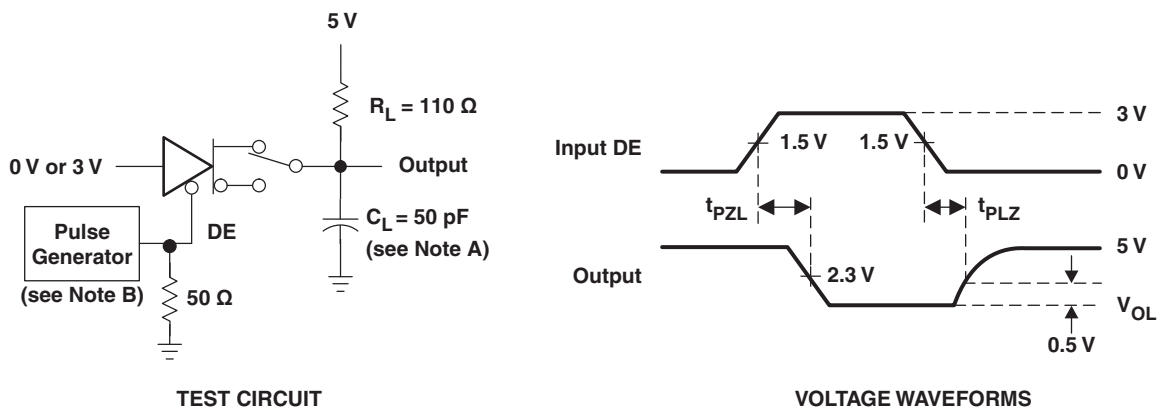 5 V
R_L = 110 Ω
0 V or 3 V
Output
DE
C_L = 50 pF
(see Note A)
Pulse
Generator
(see Note B)
50 Ω
TEST CIRCUIT
Input DE
1.5 V
1.5 V
3 V
0 V
t_PZL
t_PLZ
Output
2.3 V
5 V
V_OL
0.5 V
VOLTAGE WAVEFORMS